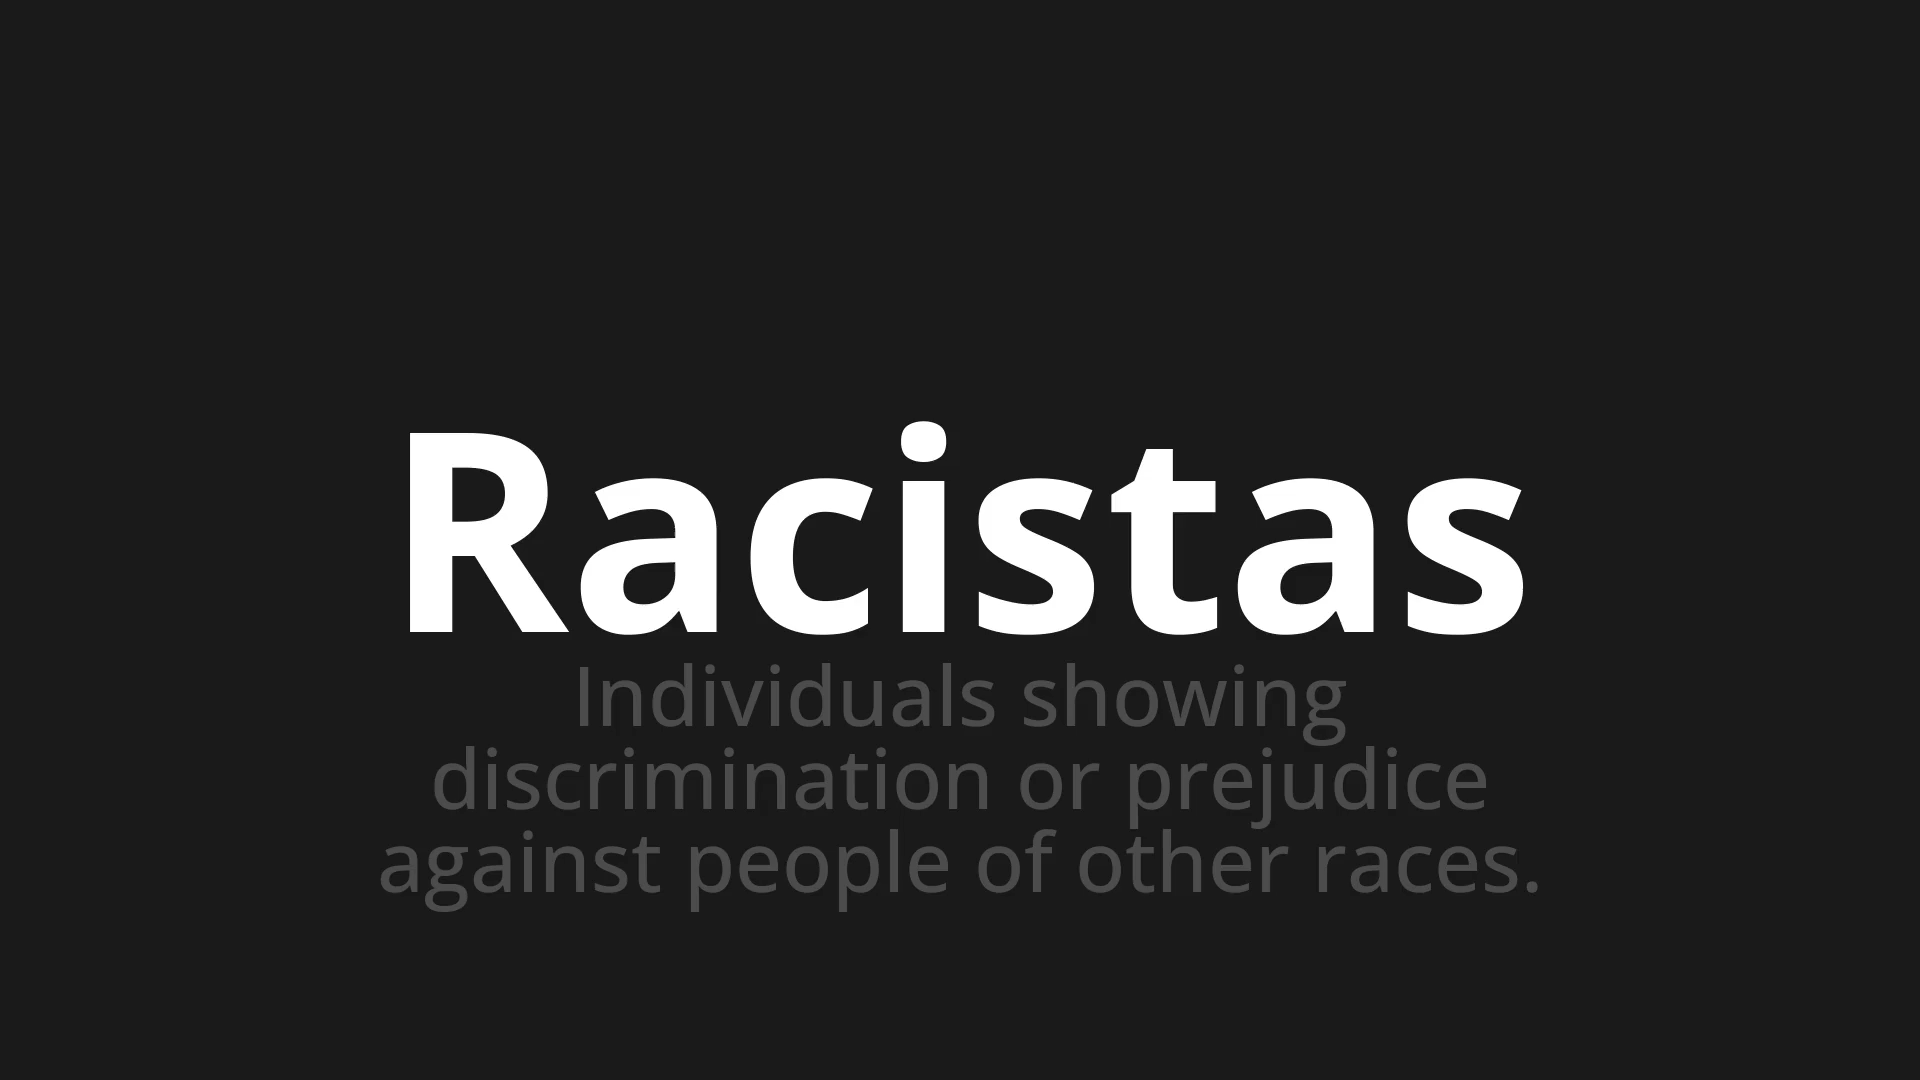 Racistas
Individuals showing
discrimination or prejudice
against people of other races.